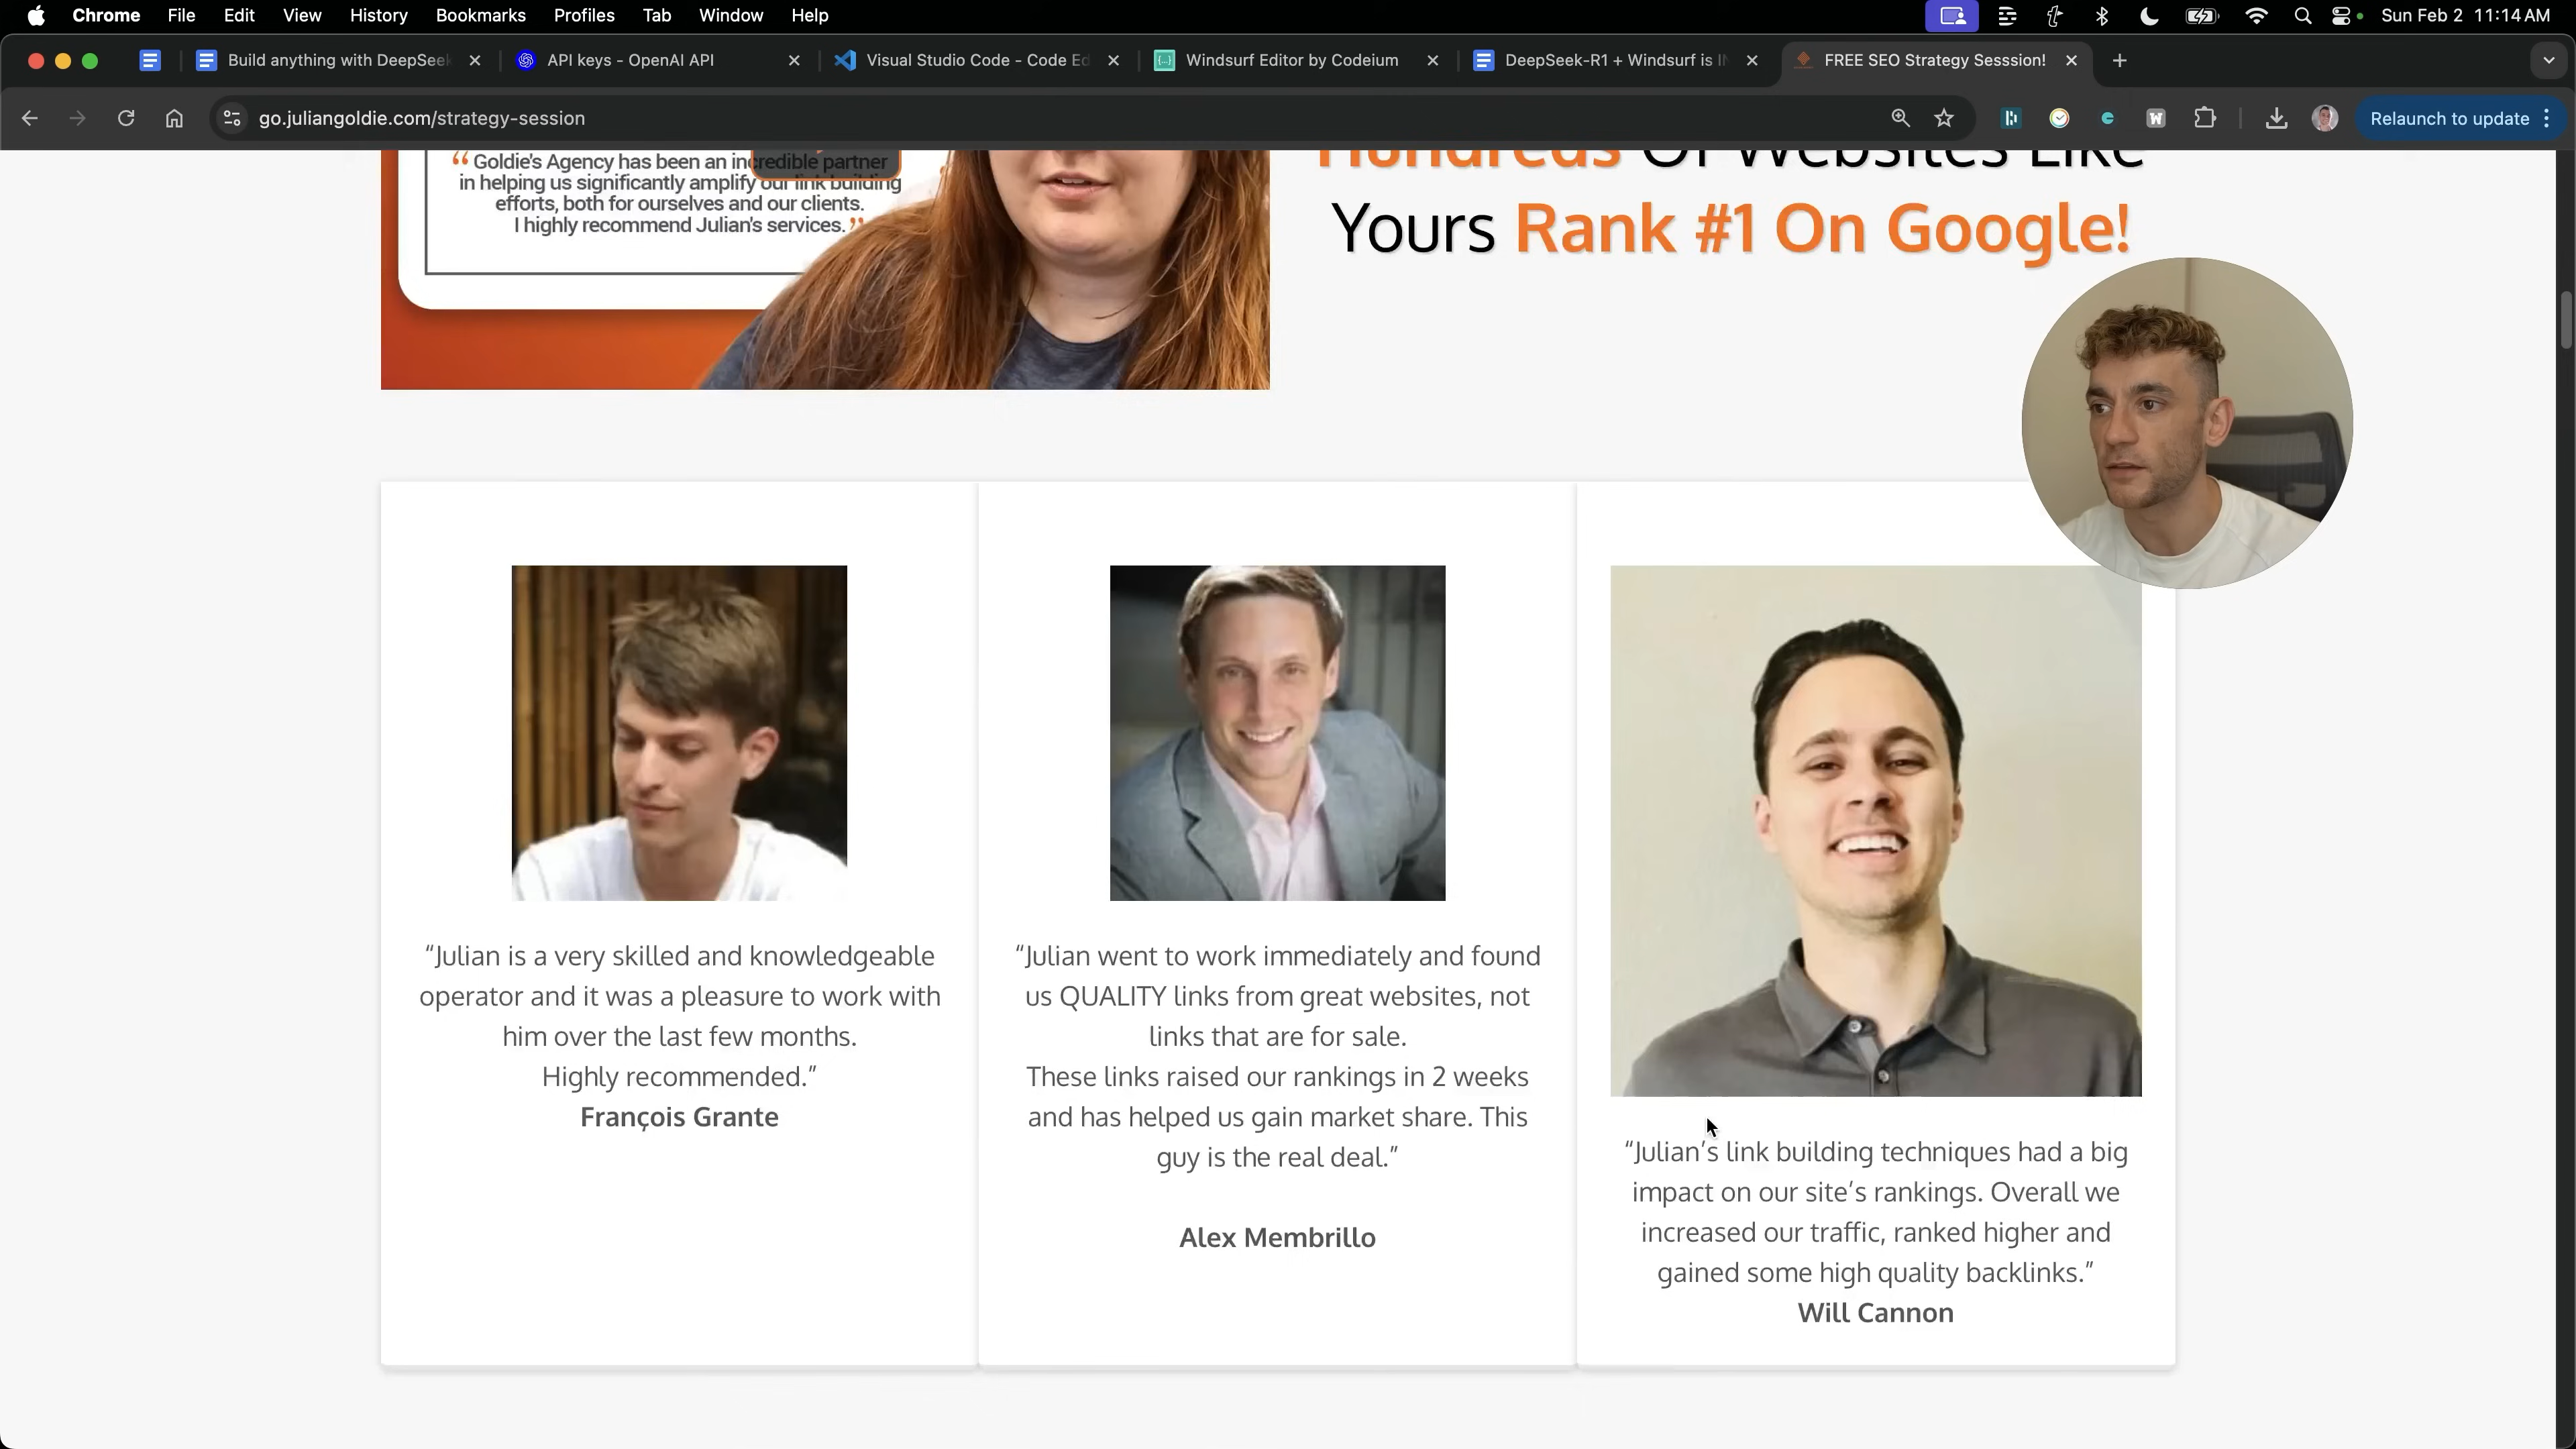 Chrome File Edit View History Bookmarks Profiles Tab Window Help Sun Feb 2 11:14 AM
Build anything with DeepSeek API keys - OpenAI API Visual Studio Code - Code Ed Windsurf Editor by Codeium DeepSeek-R1 + Windsurf is FREE SEO Strategy Sesssion!
go.juliangoldie.com/strategy-session Relaunch to update
“Goldie's Agency has been an incredible partner
in helping us significantly amplify our link building
efforts, both for ourselves and our clients.
I highly recommend Julian's services.”
Hundreds Of Websites Like
Yours Rank #1 On Google!
“Julian is a very skilled and knowledgeable
operator and it was a pleasure to work with
him over the last few months.
Highly recommended.”
François Grante
“Julian went to work immediately and found
us QUALITY links from great websites, not
links that are for sale.
These links raised our rankings in 2 weeks
and has helped us gain market share. This
guy is the real deal.”
Alex Membrillo
“Julian’s link building techniques had a big
impact on our site’s rankings. Overall we
increased our traffic, ranked higher and
gained some high quality backlinks.”
Will Cannon